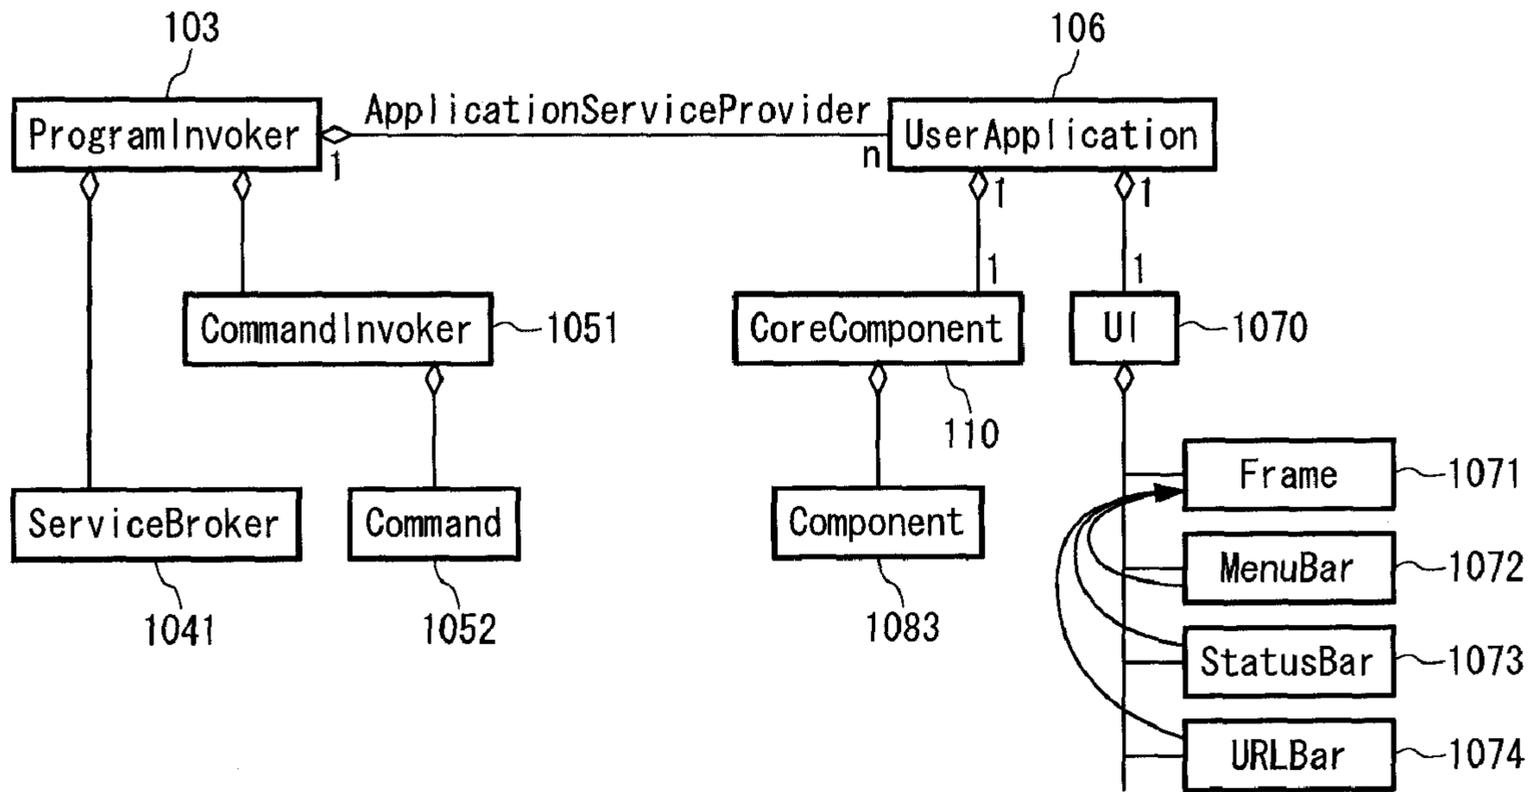 103
106
ApplicationServiceProvider
ProgramInvoker
1
n
UserApplication
1
1
1
1
CommandInvoker
1051
CoreComponent
UI
1070
110
Frame
1071
ServiceBroker
Command
Component
MenuBar
1072
1041
1052
1083
StatusBar
1073
URLBar
1074